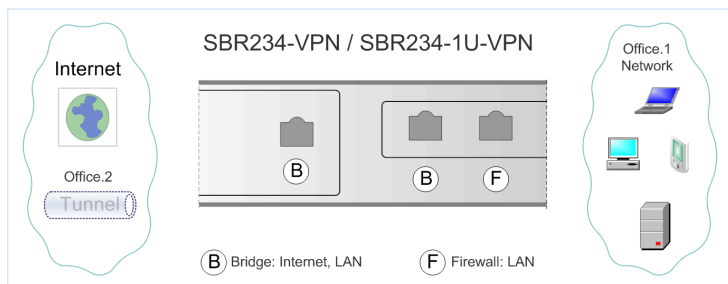 SBR234-VPN / SBR234-1U-VPN
Internet
Office.2
Tunnel
B
B
F
Office.1
Network
B Bridge: Internet, LAN
F Firewall: LAN